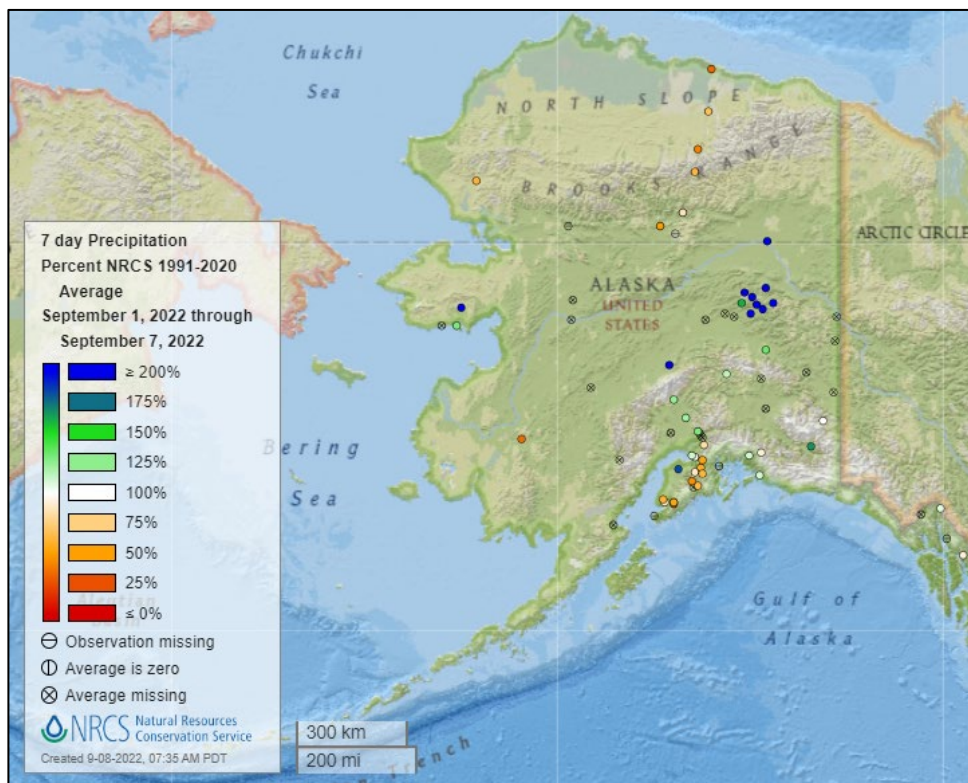 Chukchi
Sea
NORTH SLOPE
BROOKS RANGE
ARCTIC CIRCLE
ALASKA
UNITED
STATES
Bering
Sea
Gulf of
Alaska
Aleutian
Trench
7 day Precipitation
Percent NRCS 1991-2020
Average
September 1, 2022 through
September 7, 2022
≥ 200%
175%
150%
125%
100%
75%
50%
25%
≤ 0%
Observation missing
Average is zero
Average missing
NRCS Natural Resources
Conservation Service
Created 9-08-2022, 07:35 AM PDT
300 km
200 mi